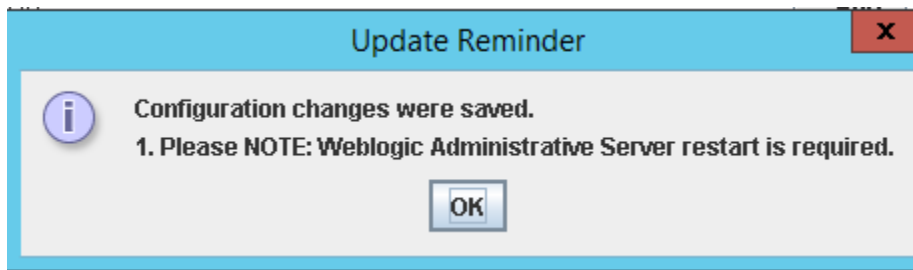 Update Reminder
x
i
Configuration changes were saved.
1. Please NOTE: Weblogic Administrative Server restart is required.
OK